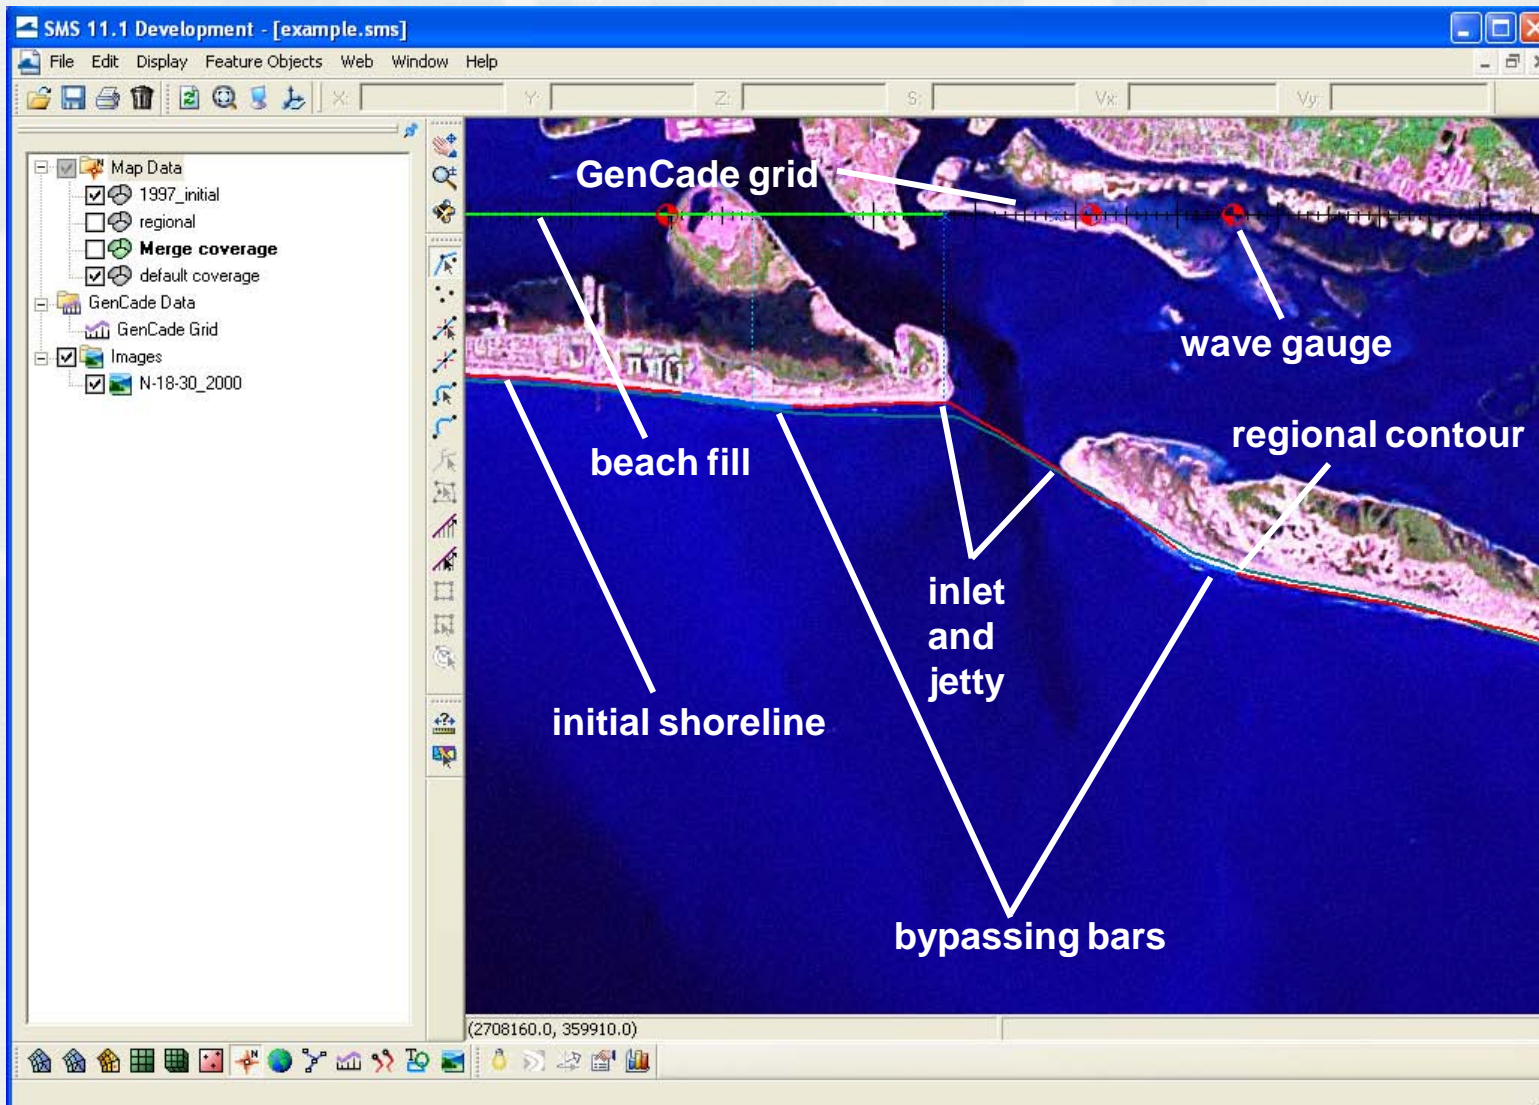 SMS 11.1 Development - [example.sms]
File Edit Display Feature Objects Web Window Help
X: Y: Z: S: Vx: Vy:
Map Data
1997_initial
regional
Merge coverage
default coverage
GenCade Data
GenCade Grid
Images
N-18-30_2000
GenCade grid
wave gauge
beach fill
regional contour
inlet
and
jetty
initial shoreline
bypassing bars
(2708160.0, 359910.0)